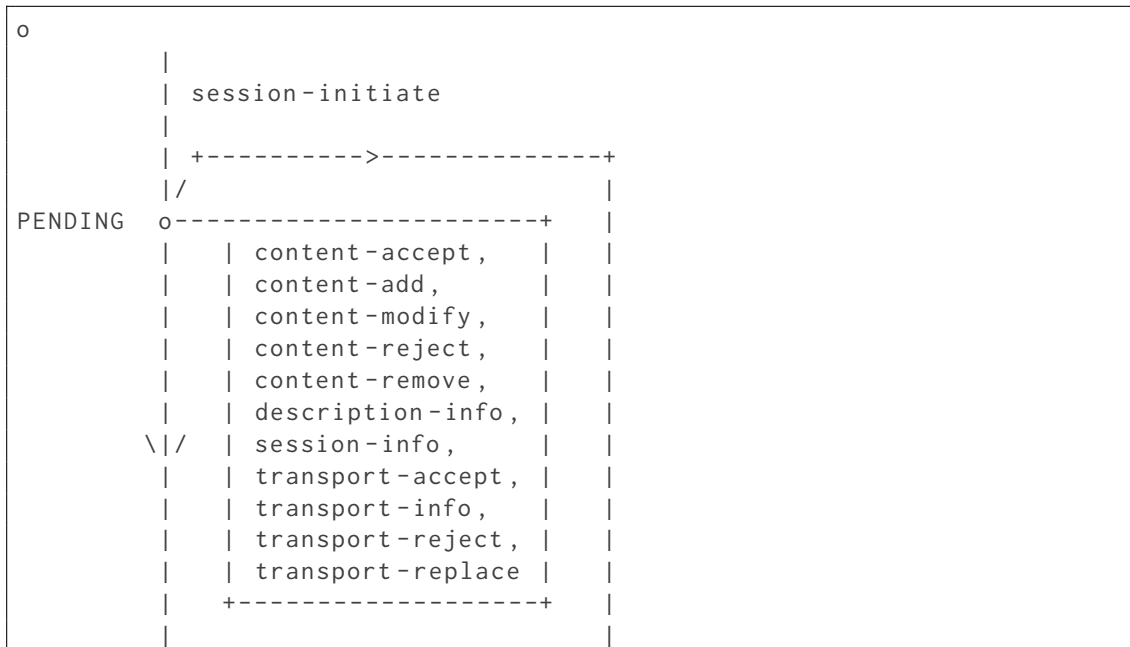 o
         |
         | session-initiate
         |
         | +---------->--------------+
         |/                          |
PENDING  o-----------------------+   |
         |   | content-accept,   |   |
         |   | content-add,      |   |
         |   | content-modify,   |   |
         |   | content-reject,   |   |
         |   | content-remove,   |   |
         |   | description-info, |   |
        \|/  | session-info,     |   |
         |   | transport-accept, |   |
         |   | transport-info,   |   |
         |   | transport-reject, |   |
         |   | transport-replace |   |
         |   +-------------------+   |
         |                           |